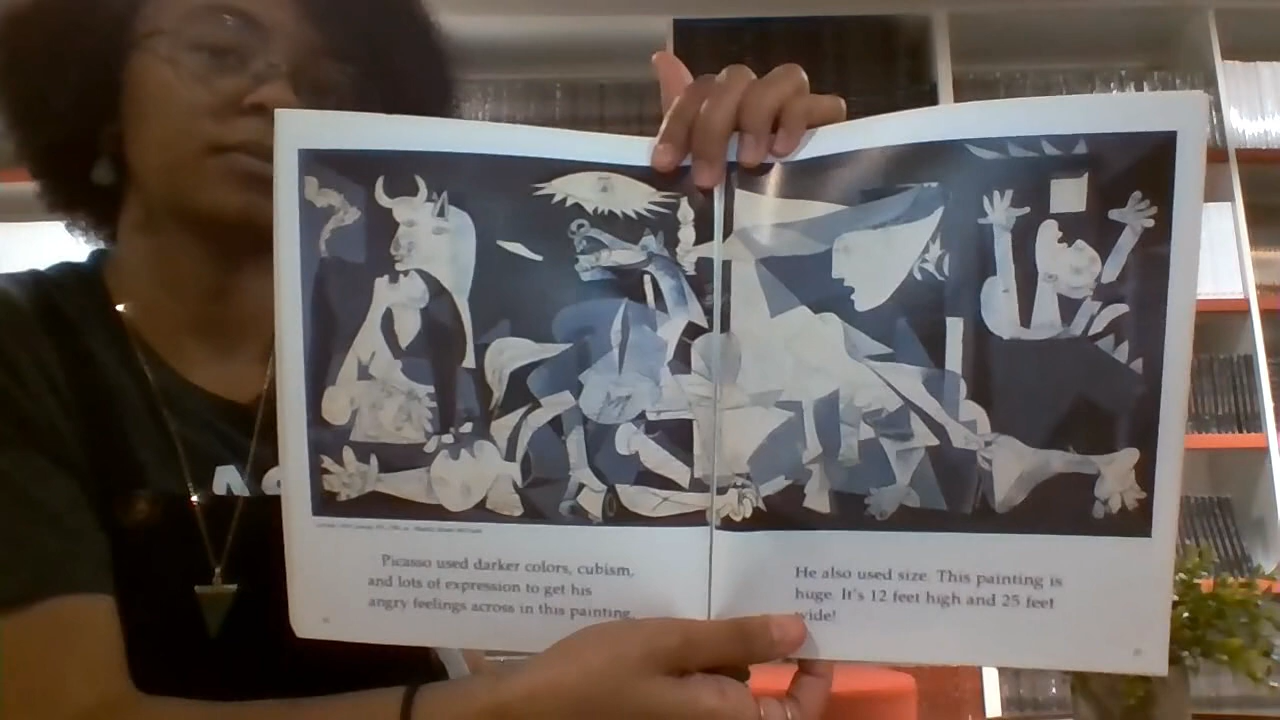 Picasso used darker colors, cubism,
and lots of expression to get his
angry feelings across in this painting.
He also used size. This painting is
huge. It's 12 feet high and 25 feet
wide!